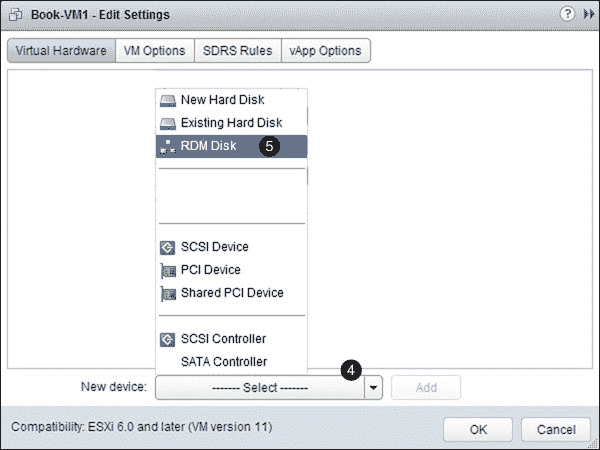 Book-VM1 - Edit Settings ?
Virtual Hardware VM Options SDRS Rules vApp Options
New Hard Disk
Existing Hard Disk
RDM Disk 5
SCSI Device
PCI Device
Shared PCI Device
SCSI Controller
SATA Controller
4
New device: ------- Select ------- Add
Compatibility: ESXi 6.0 and later (VM version 11) OK Cancel